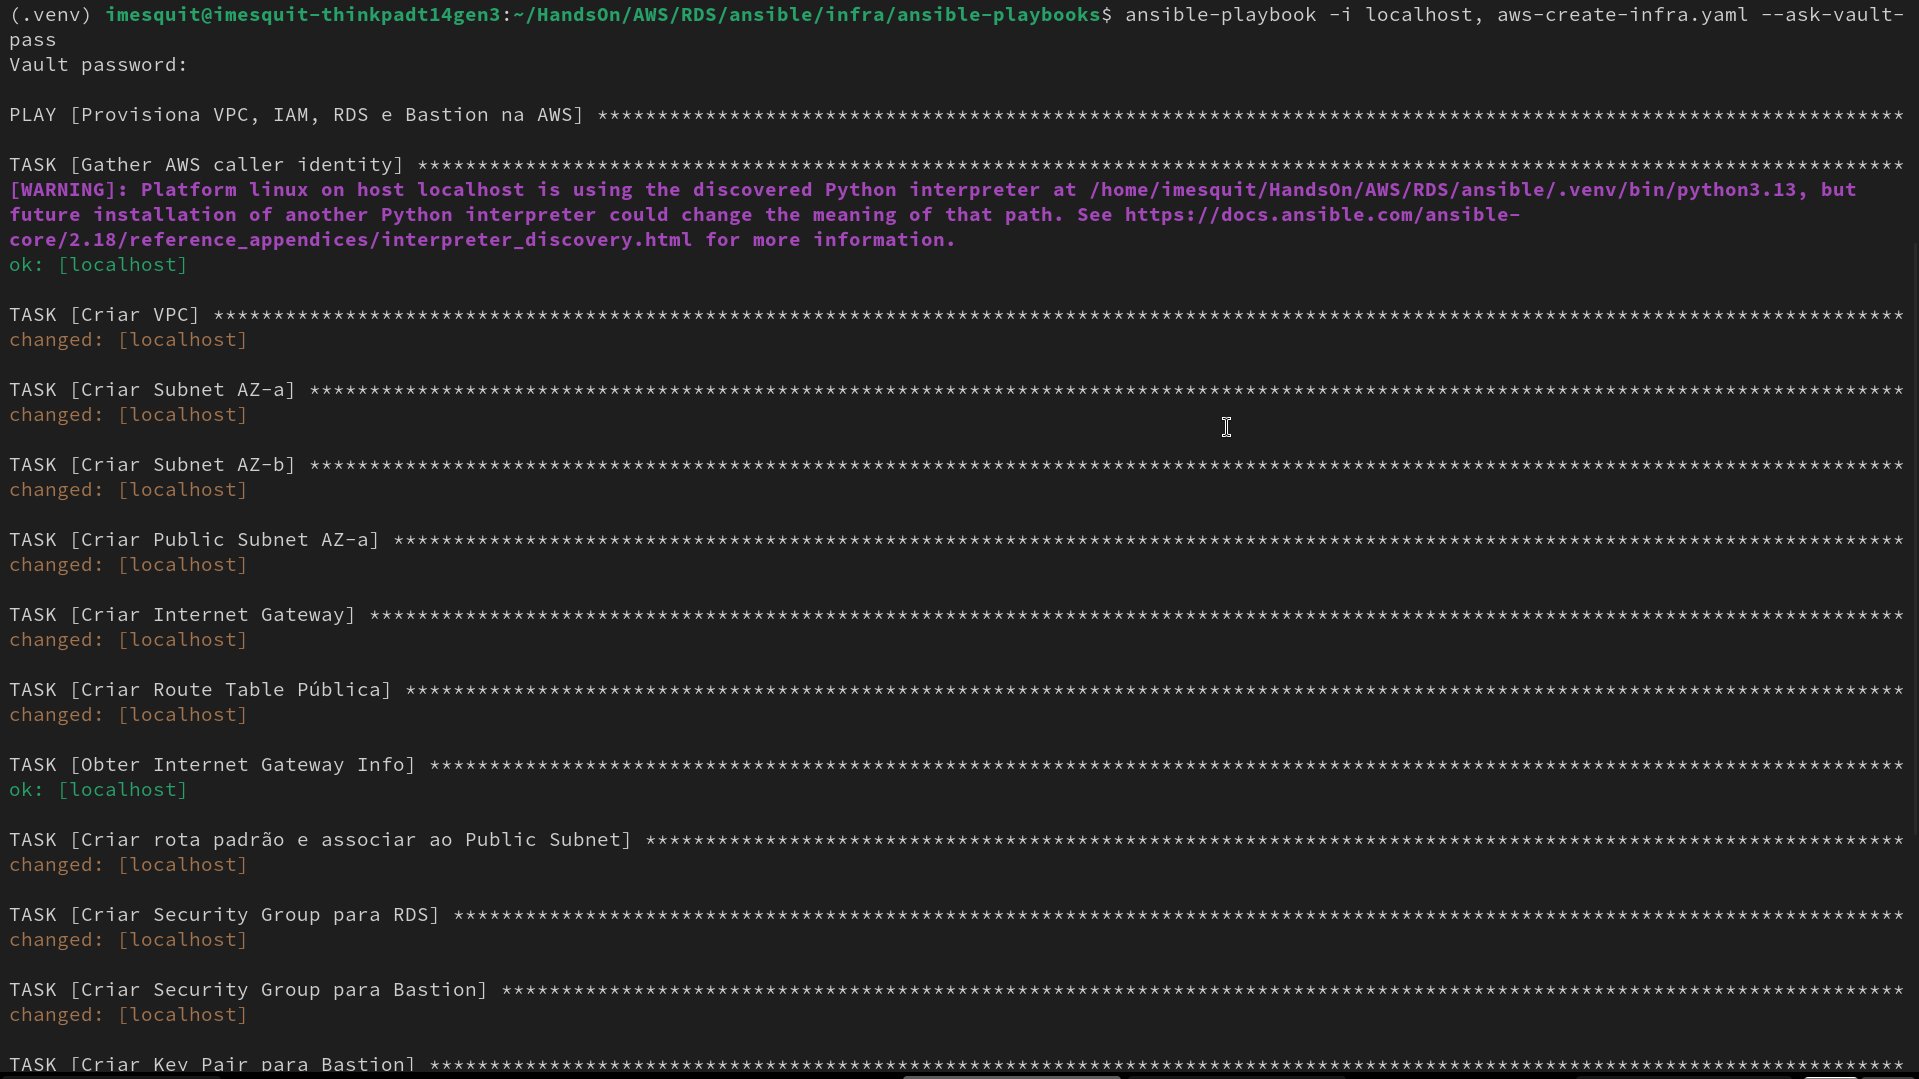 (.venv) imesquit@imesquit-thinkpadt14gen3:~/HandsOn/AWS/RDS/ansible/infra/ansible-playbooks$ ansible-playbook -i localhost, aws-create-infra.yaml --ask-vault-
pass
Vault password:
PLAY [Provisiona VPC, IAM, RDS e Bastion na AWS] *************************************************************************************************************
TASK [Gather AWS caller identity] ****************************************************************************************************************************
[WARNING]: Platform linux on host localhost is using the discovered Python interpreter at /home/imesquit/HandsOn/AWS/RDS/ansible/.venv/bin/python3.13, but
future installation of another Python interpreter could change the meaning of that path. See https://docs.ansible.com/ansible-
core/2.18/reference_appendices/interpreter_discovery.html for more information.
ok: [localhost]
TASK [Criar VPC] *********************************************************************************************************************************************
changed: [localhost]
TASK [Criar Subnet AZ-a] *************************************************************************************************************************************
changed: [localhost]
TASK [Criar Subnet AZ-b] *************************************************************************************************************************************
changed: [localhost]
TASK [Criar Public Subnet AZ-a] ******************************************************************************************************************************
changed: [localhost]
TASK [Criar Internet Gateway] ********************************************************************************************************************************
changed: [localhost]
TASK [Criar Route Table Pública] *****************************************************************************************************************************
changed: [localhost]
TASK [Obter Internet Gateway Info] ***************************************************************************************************************************
ok: [localhost]
TASK [Criar rota padrão e associar ao Public Subnet] *********************************************************************************************************
changed: [localhost]
TASK [Criar Security Group para RDS] *************************************************************************************************************************
changed: [localhost]
TASK [Criar Security Group para Bastion] *********************************************************************************************************************
changed: [localhost]
TASK [Criar Key Pair para Bastion] ***************************************************************************************************************************